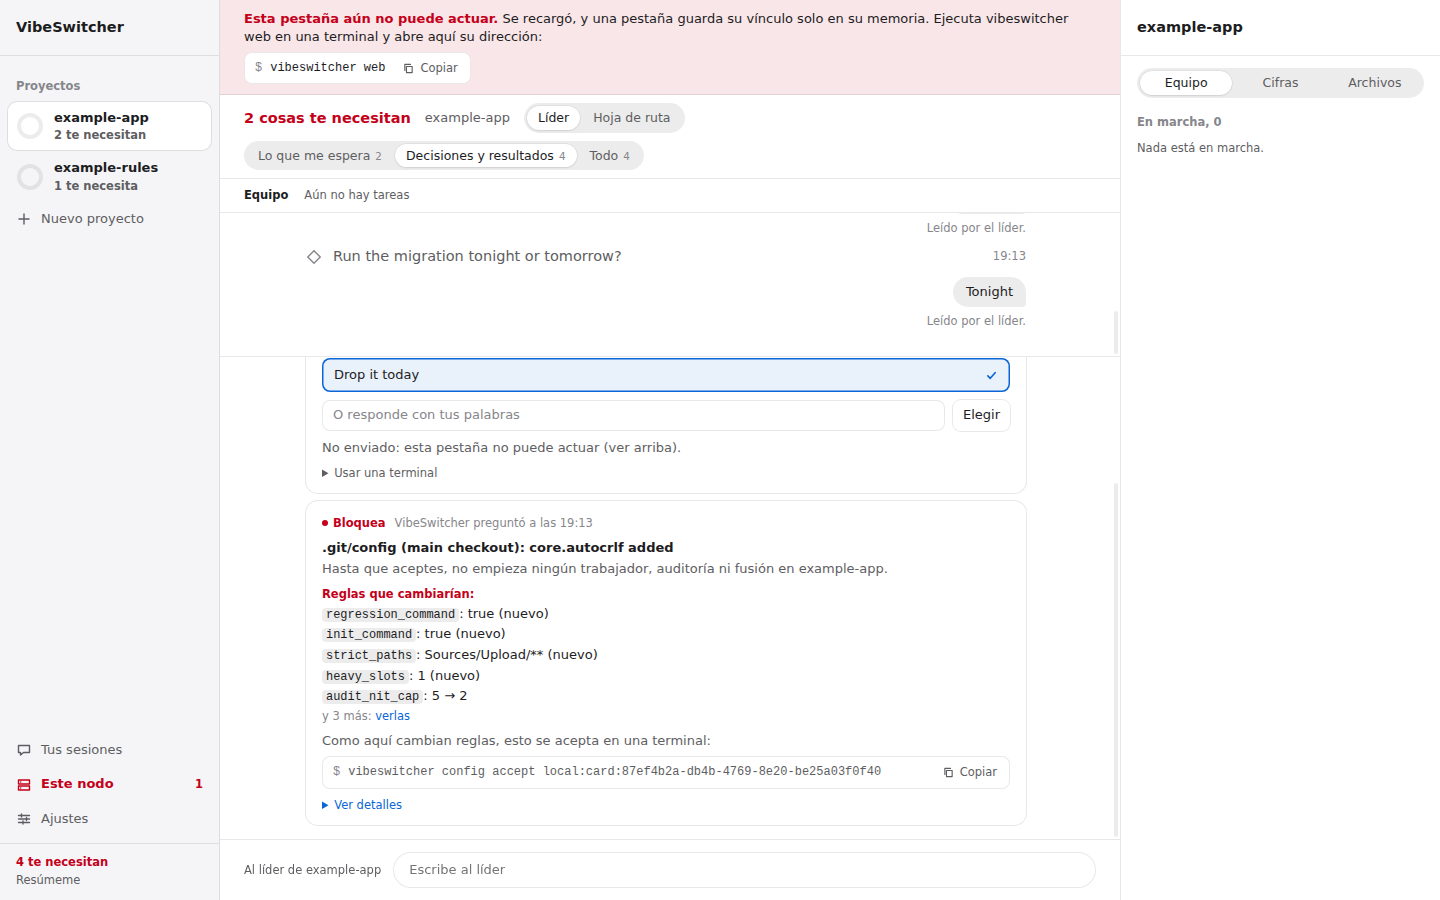 VibeSwitcher
Proyectos
example-app
2 te necesitan
example-rules
1 te necesita
Nuevo proyecto
Tus sesiones
Este nodo 1
Ajustes
4 te necesitan
Resúmeme
Esta pestaña aún no puede actuar. Se recargó, y una pestaña guarda su vínculo solo en su memoria. Ejecuta vibeswitcher
web en una terminal y abre aquí su dirección:
$ vibeswitcher web Copiar
2 cosas te necesitan example-app Líder Hoja de ruta
Lo que me espera 2 Decisiones y resultados 4 Todo 4
Equipo Aún no hay tareas
Leído por el líder.
Run the migration tonight or tomorrow? 19:13
Tonight
Leído por el líder.
Drop it today
O responde con tus palabras Elegir
No enviado: esta pestaña no puede actuar (ver arriba).
Usar una terminal
Bloquea VibeSwitcher preguntó a las 19:13
.git/config (main checkout): core.autocrlf added
Hasta que aceptes, no empieza ningún trabajador, auditoría ni fusión en example-app.
Reglas que cambiarían:
regression_command: true (nuevo)
init_command: true (nuevo)
strict_paths: Sources/Upload/** (nuevo)
heavy_slots: 1 (nuevo)
audit_nit_cap: 5 → 2
y 3 más: verlas
Como aquí cambian reglas, esto se acepta en una terminal:
$ vibeswitcher config accept local:card:87ef4b2a-db4b-4769-8e20-be25a03f0f40 Copiar
Ver detalles
Al líder de example-app Escribe al líder
example-app
Equipo Cifras Archivos
En marcha, 0
Nada está en marcha.